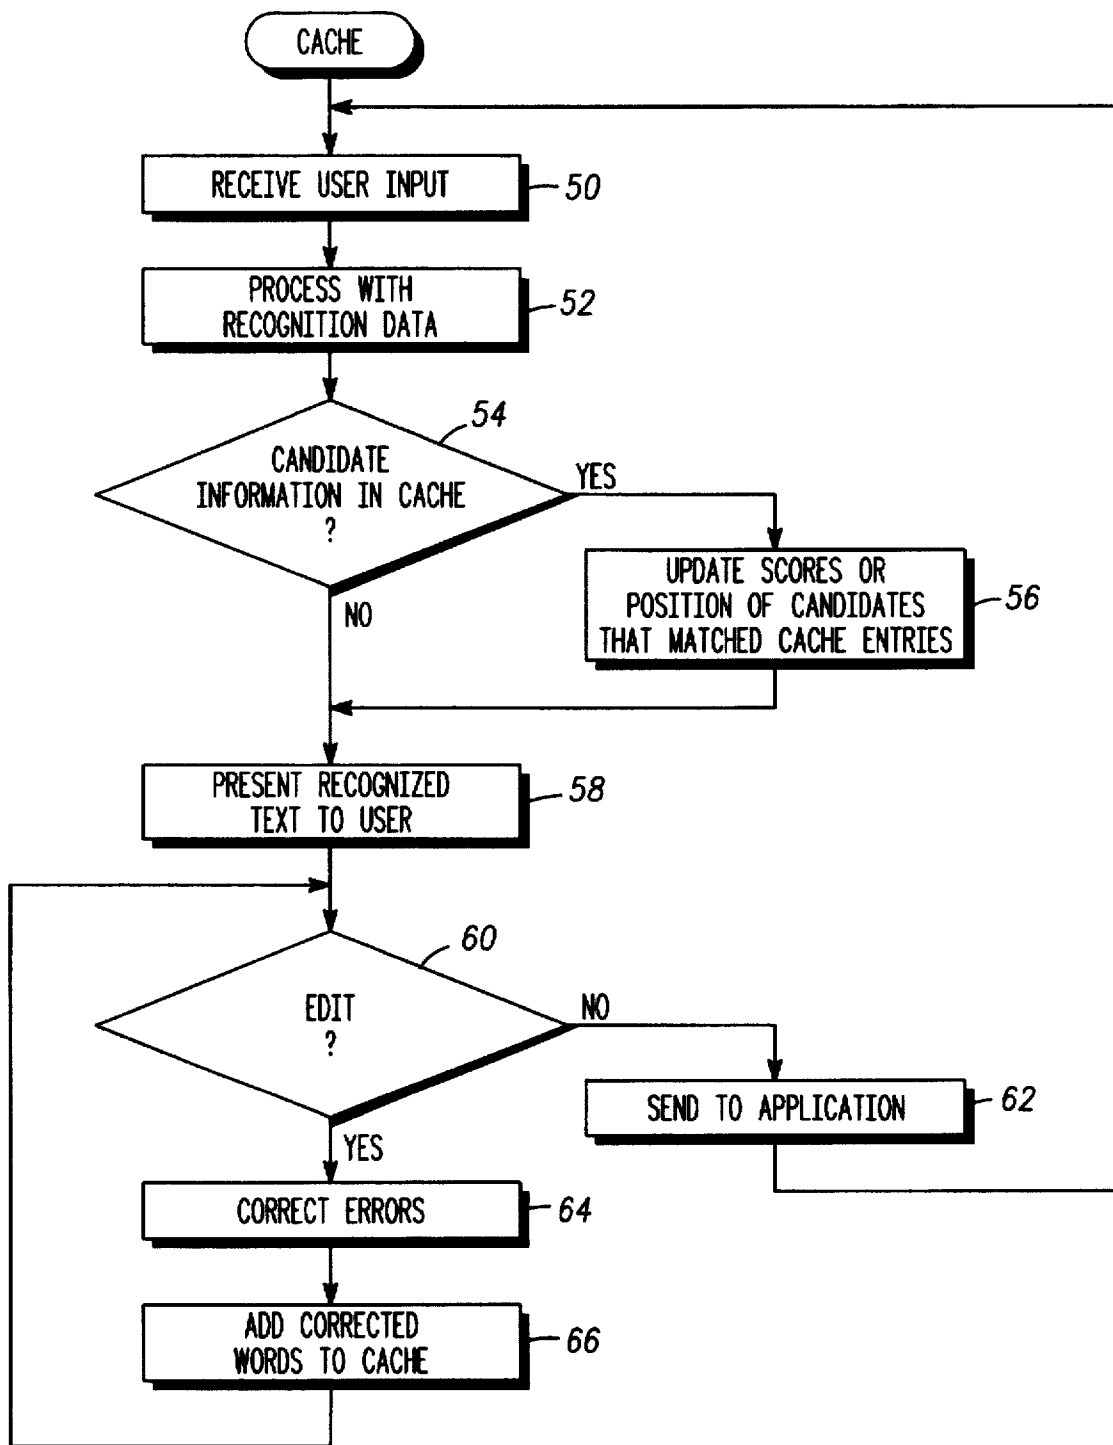 CACHE
RECEIVE USER INPUT
50
PROCESS WITH
RECOGNITION DATA
52
54
CANDIDATE
INFORMATION IN CACHE
?
YES
NO
UPDATE SCORES OR
POSITION OF CANDIDATES
THAT MATCHED CACHE ENTRIES
56
PRESENT RECOGNIZED
TEXT TO USER
58
60
EDIT
?
NO
YES
SEND TO APPLICATION
62
CORRECT ERRORS
64
ADD CORRECTED
WORDS TO CACHE
66